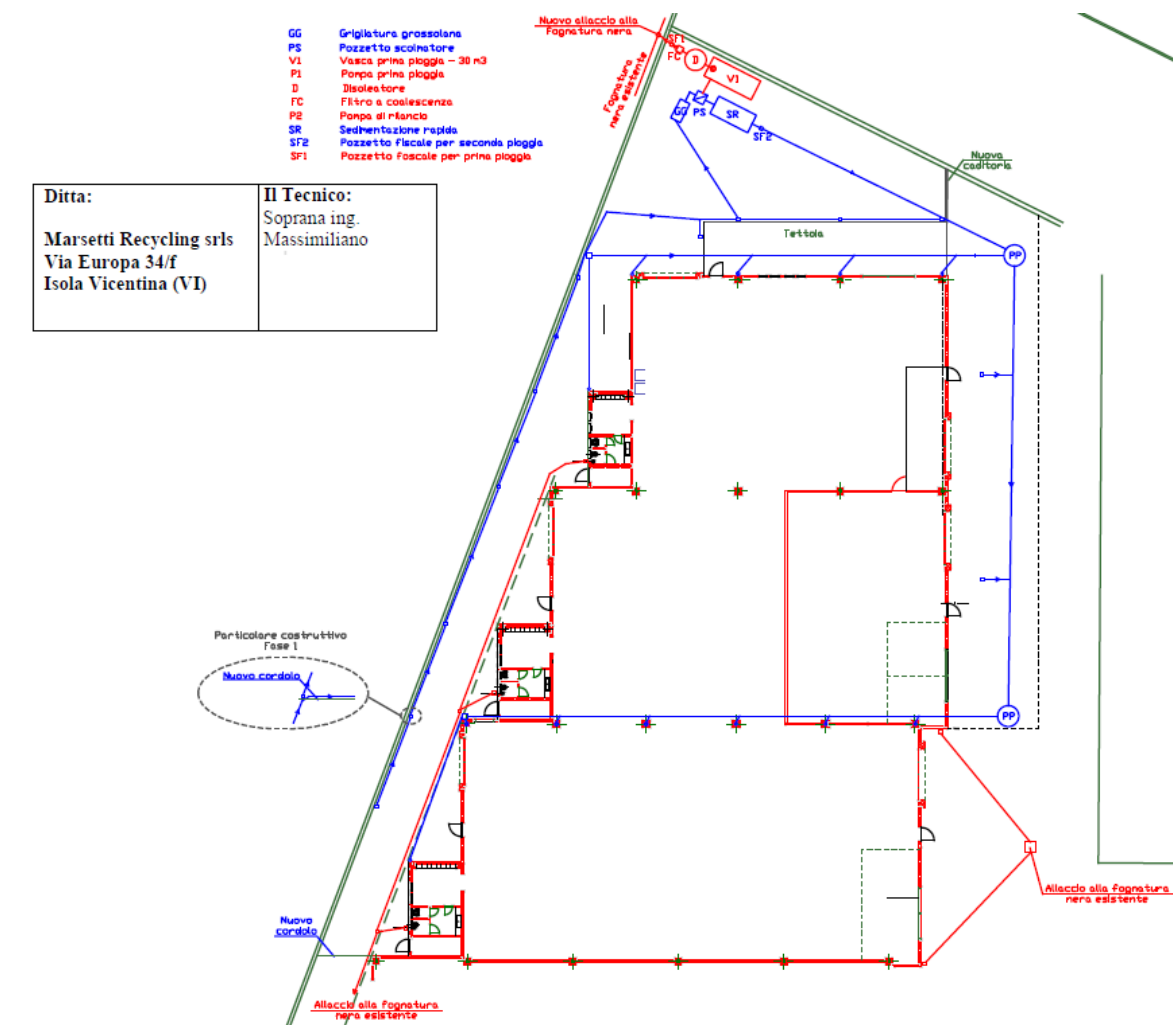 GG Grigliatura grossolana
PS Pozzetto scolmatore
V1 Vasca prima pioggia - 30 m3
P1 Pompa prima pioggia
D Disoleatore
FC Filtro a coalescenza
P2 Pompa di rilancio
SR Sedimentazione rapida
SF2 Pozzetto fiscale per seconda pioggia
SF1 Pozzetto foscale per prima pioggia
Nuovo allaccio alla
Fognatura nera
Fognatura
nera esistente
SF1
FC
D
V1
GG
PS
SR
SF2
Nuova
caditoria
Ditta:
Marsetti Recycling srls
Via Europa 34/f
Isola Vicentina (VI)
Il Tecnico:
Soprana ing.
Massimiliano
Tettoia
PP
Particolare costruttivo
Fase 1
Nuovo cordolo
PP
Allaccio alla fognatura
nera esistente
Nuovo
cordolo
Allaccio alla fognatura
nera esistente